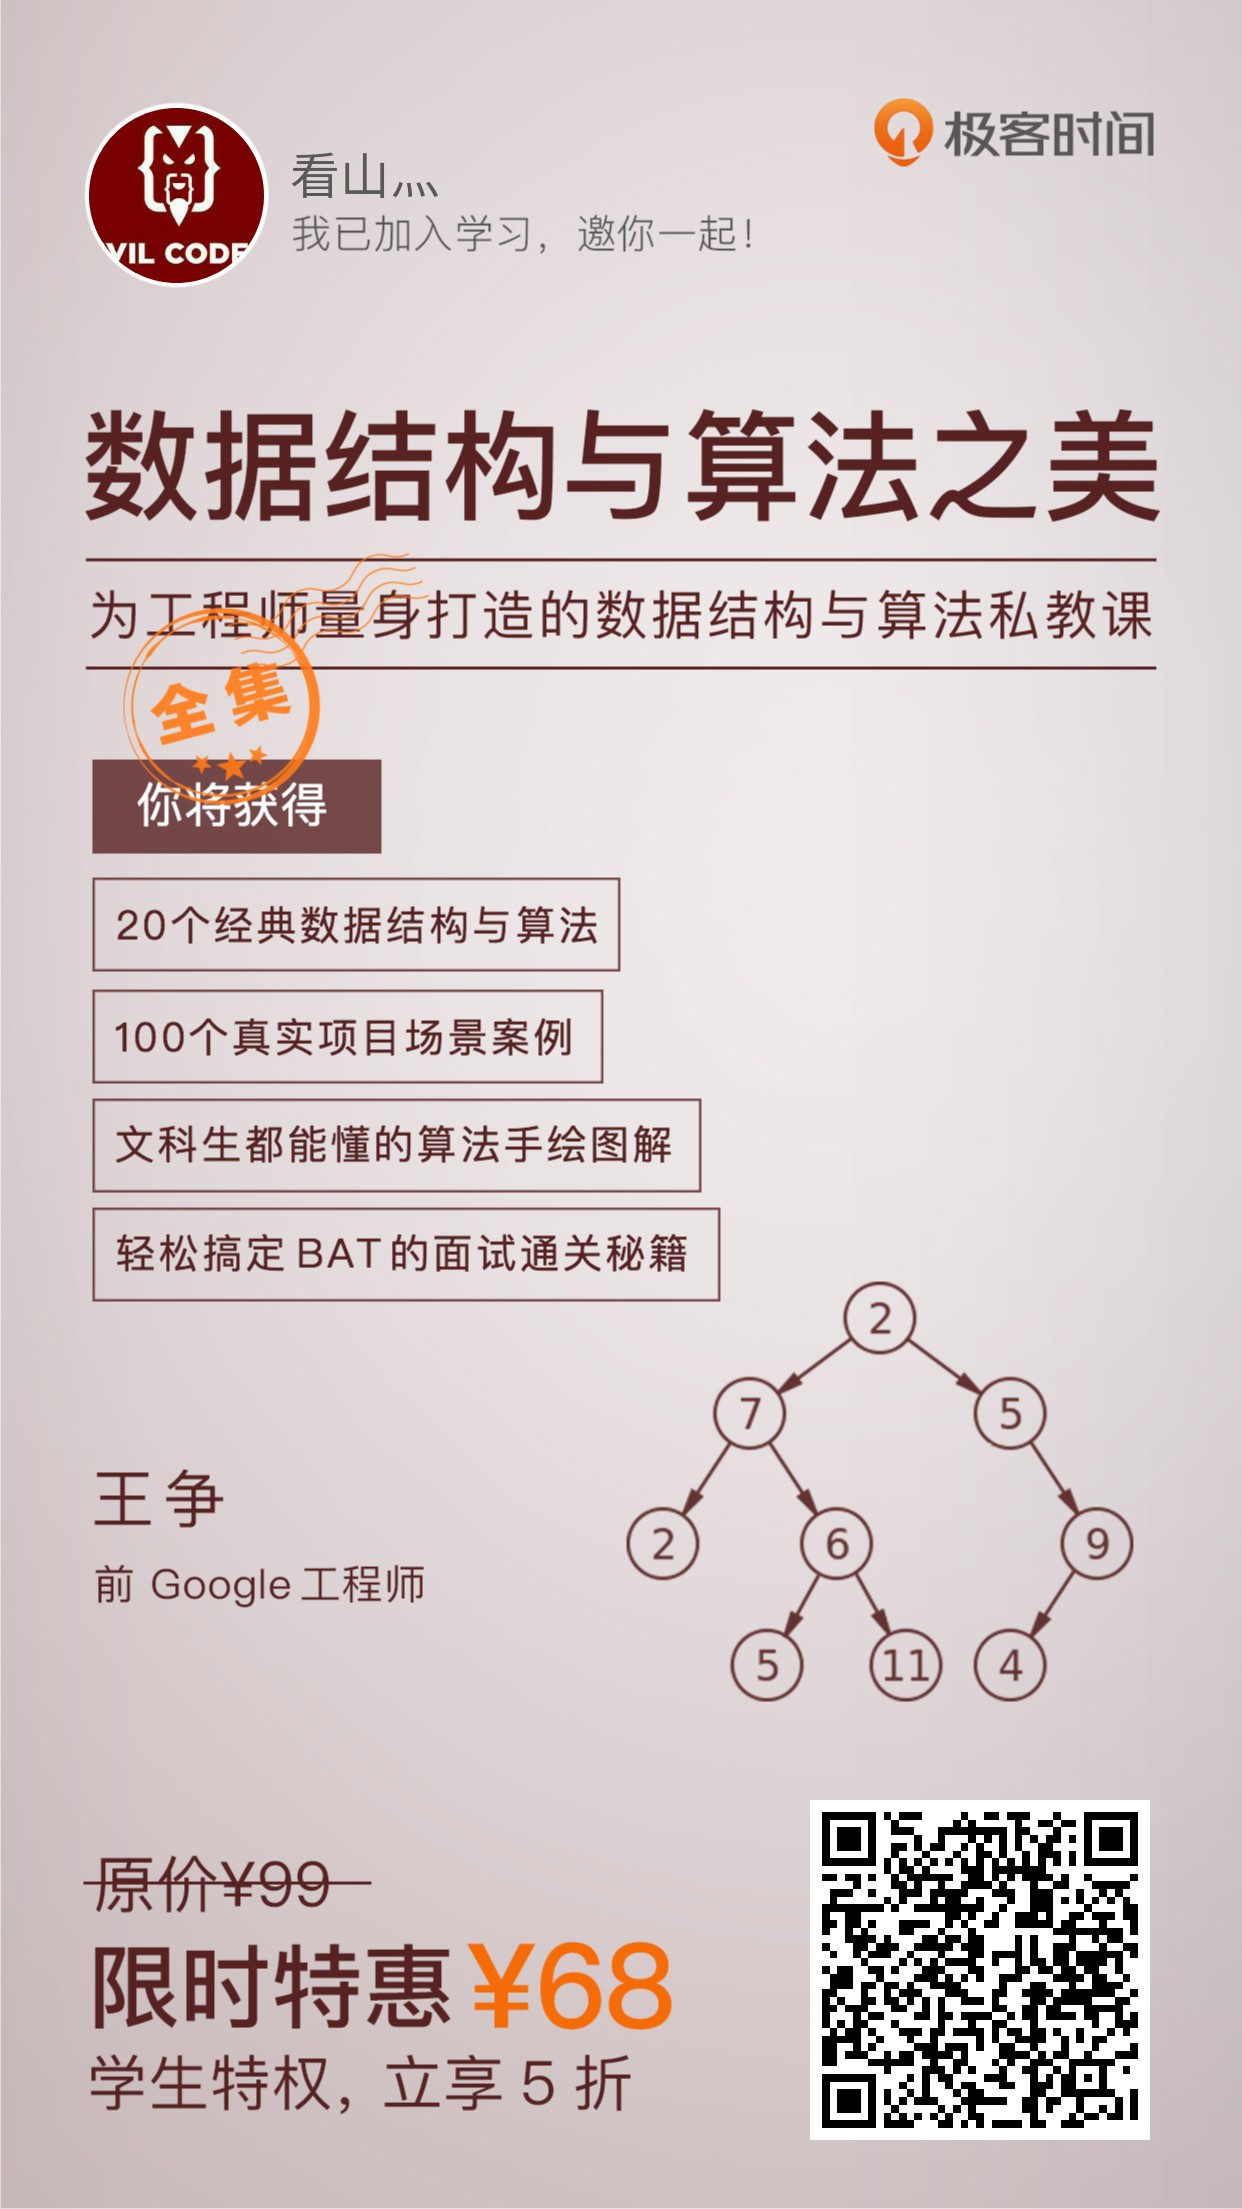 极客时间
看山灬
我已加入学习，邀你一起！
VIL CODE
数据结构与算法之美
为工程师量身打造的数据结构与算法私教课
全集
你将获得
20个经典数据结构与算法
100个真实项目场景案例
文科生都能懂的算法手绘图解
轻松搞定BAT的面试通关秘籍
2
7 5
2 6 9
5 11 4
王争
前 Google 工程师
原价¥99
限时特惠 ¥68
学生特权，立享 5 折